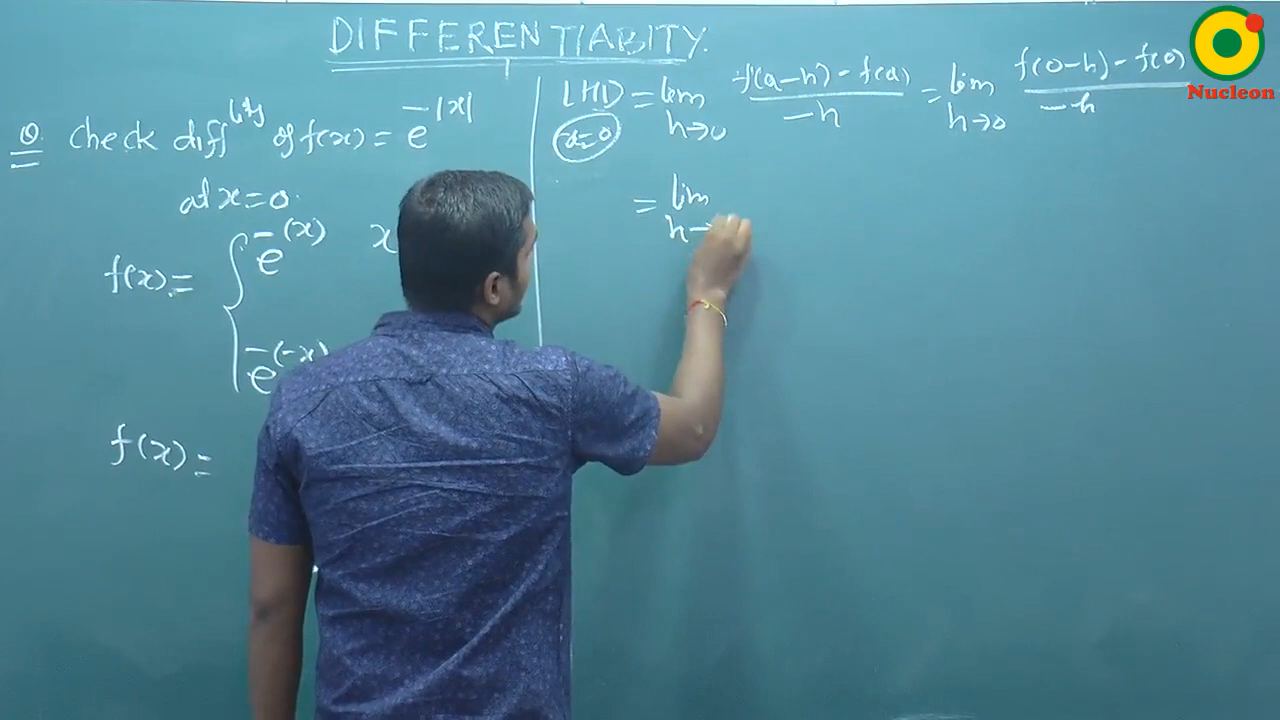 DIFFERENTIABITY.
Q Check diff^lity of f(x) = e^-|x|
at x=0.
f(x) = { e^-(x) x
e^-(-x)
f(x) =
LHD = lim h→0 f(a-h) - f(a) / -h = lim h→0 f(0-h) - f(0) / -h
x=0
= lim h→
Nucleon